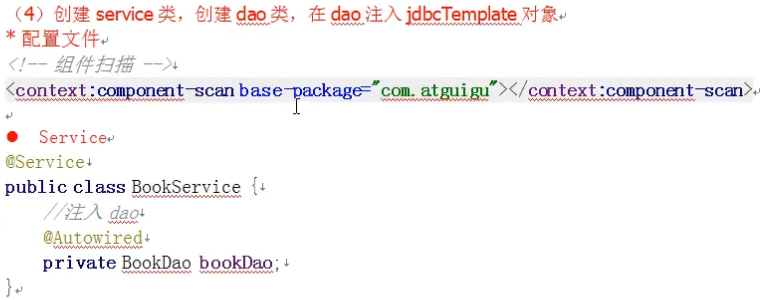 （4）创建 service 类，创建 dao 类，在 dao 注入 jdbcTemplate 对象
* 配置文件
<!-- 组件扫描 -->
<context:component-scan base-package="com.atguigu"></context:component-scan>
● Service
@Service
public class BookService {
//注入 dao
@Autowired
private BookDao bookDao;
}